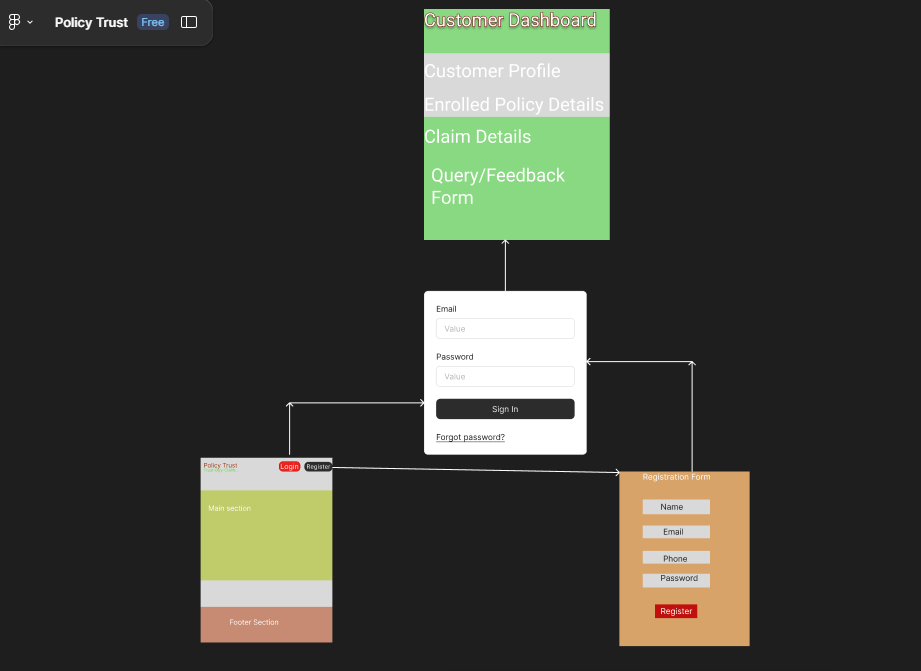 Policy Trust Free
Customer Dashboard
Customer Profile
Enrolled Policy Details
Claim Details
Query/Feedback
Form
Email
Value
Password
Value
Sign In
Forgot password?
Policy Trust
Login
Register
Main section
Footer Section
Registration Form
Name
Email
Phone
Password
Register